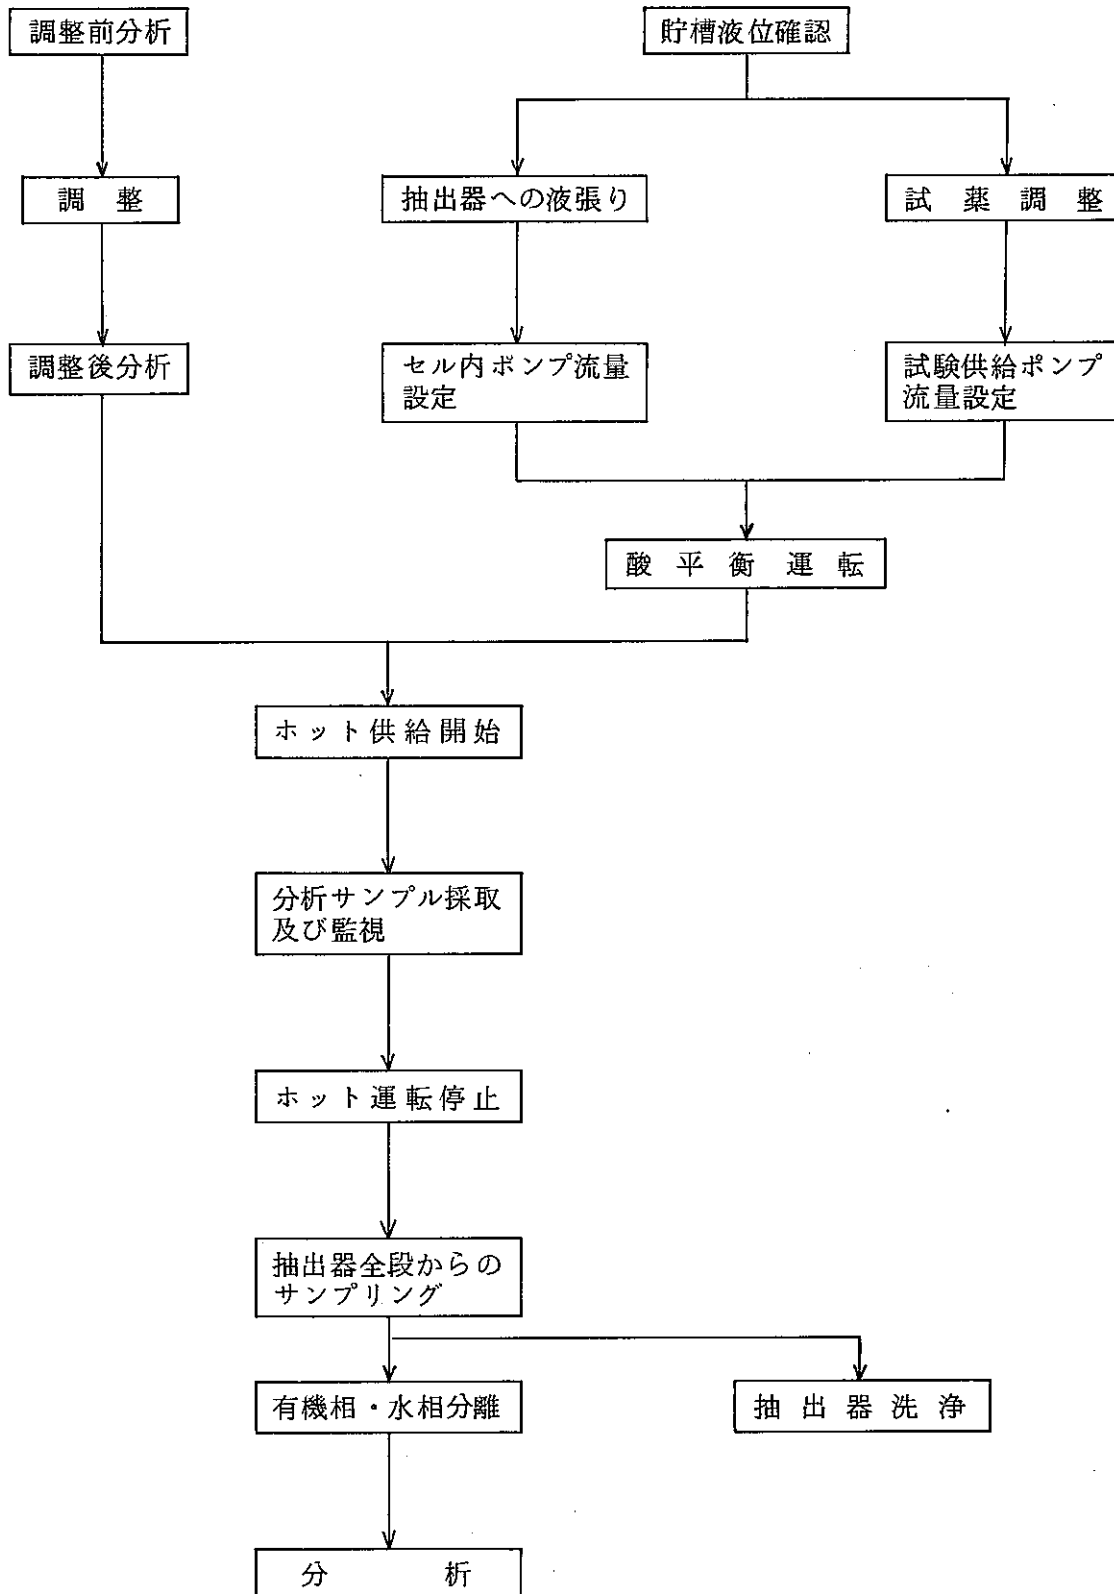 調整前分析
貯槽液位確認
調整
抽出器への液張り
試薬調整
調整後分析
セル内ポンプ流量
設定
試験供給ポンプ
流量設定
酸平衡運転
ホット供給開始
分析サンプル採取
及び監視
ホット運転停止
抽出器全段からの
サンプリング
有機相・水相分離
抽出器洗浄
分析